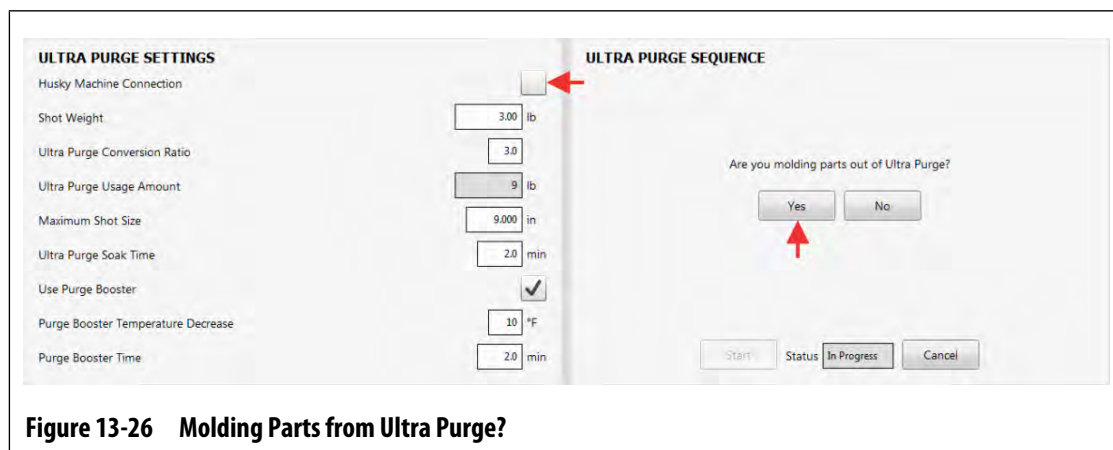 ULTRA PURGE SETTINGS
Husky Machine Connection
Shot Weight 3.00 lb
Ultra Purge Conversion Ratio 3.0
Ultra Purge Usage Amount 9 lb
Maximum Shot Size 9.000 in
Ultra Purge Soak Time 2.0 min
Use Purge Booster
Purge Booster Temperature Decrease 10 °F
Purge Booster Time 2.0 min
ULTRA PURGE SEQUENCE
Are you molding parts out of Ultra Purge?
Yes No
Start Status In Progress Cancel
Figure 13-26 Molding Parts from Ultra Purge?